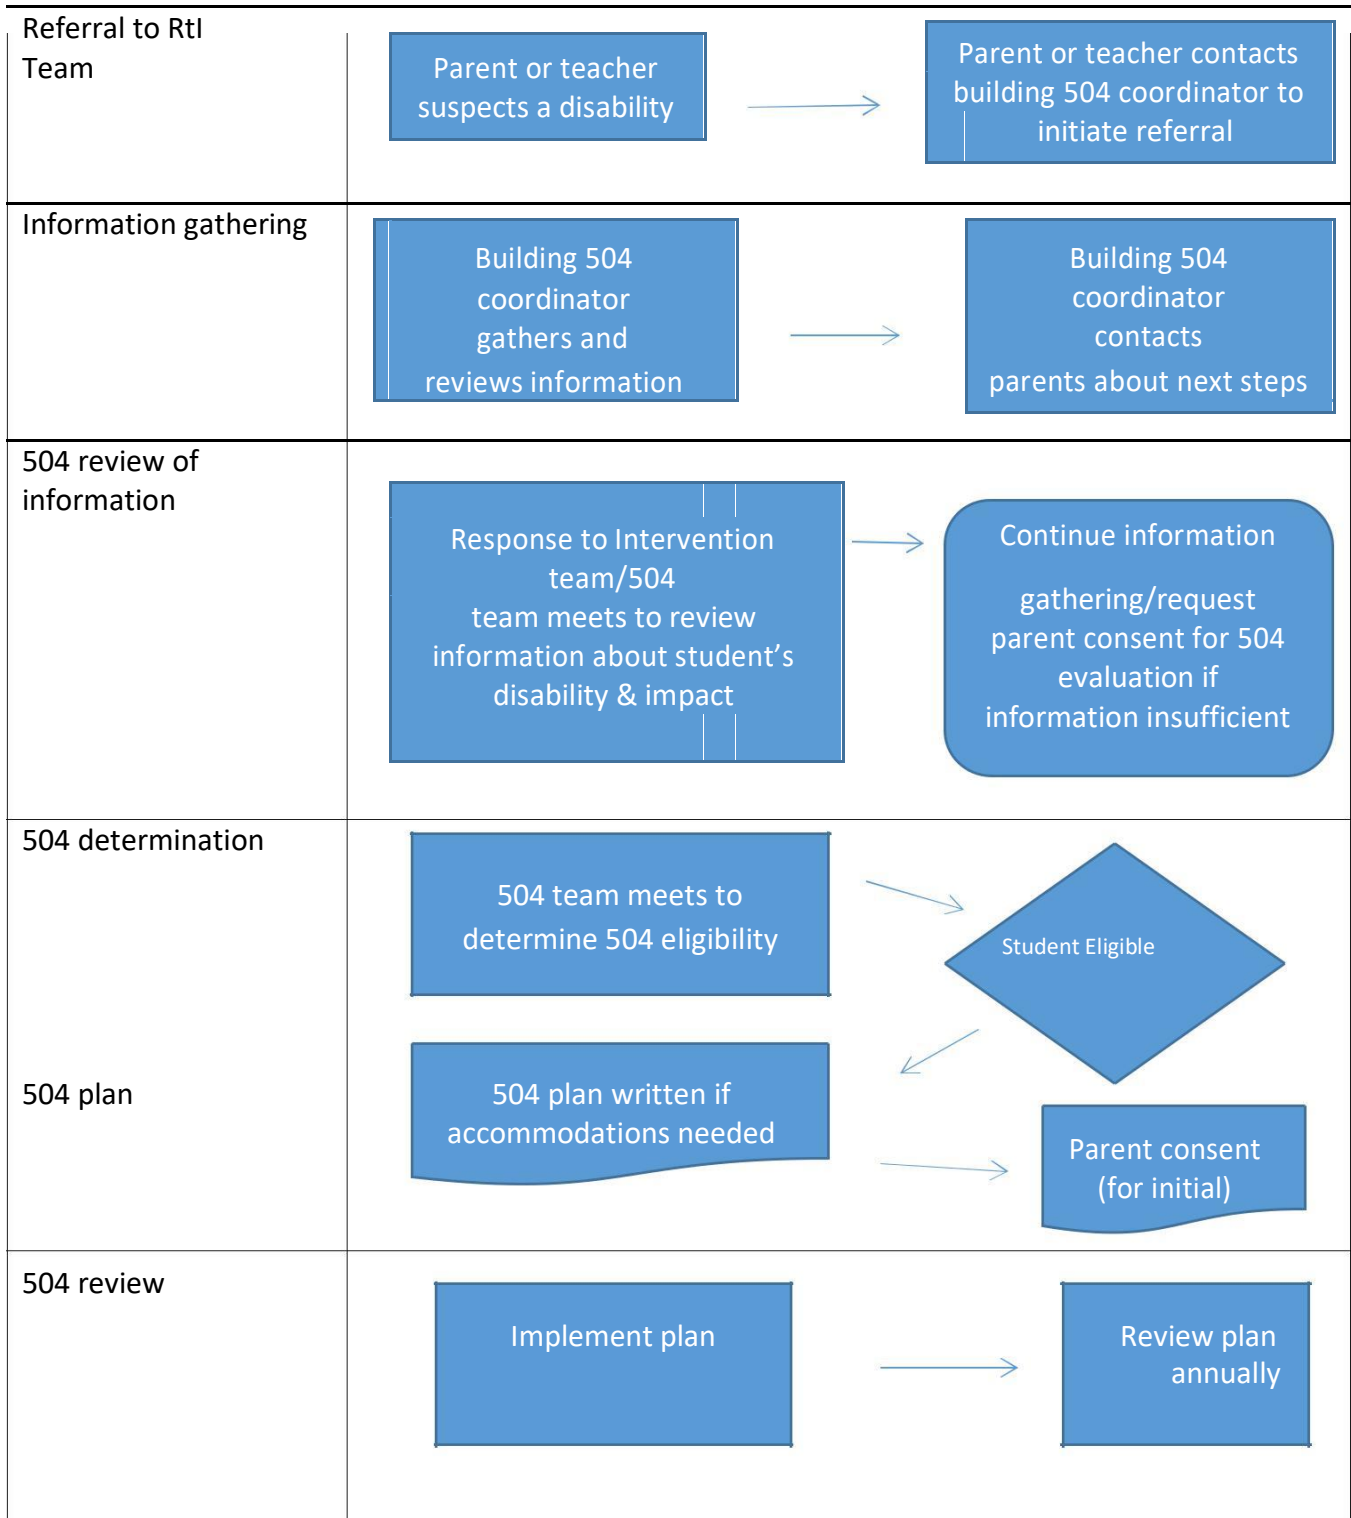 Referral to RtI
Team
Parent or teacher
suspects a disability
Parent or teacher contacts
building 504 coordinator to
initiate referral
Information gathering
Building 504
coordinator
gathers and
reviews information
Building 504
coordinator
contacts
parents about next steps
504 review of
information
Response to Intervention
team/504
team meets to review
information about student’s
disability & impact
Continue information
gathering/request
parent consent for 504
evaluation if
information insufficient
504 determination
504 team meets to
determine 504 eligibility
Student Eligible
504 plan
504 plan written if
accommodations needed
Parent consent
(for initial)
504 review
Implement plan
Review plan
annually